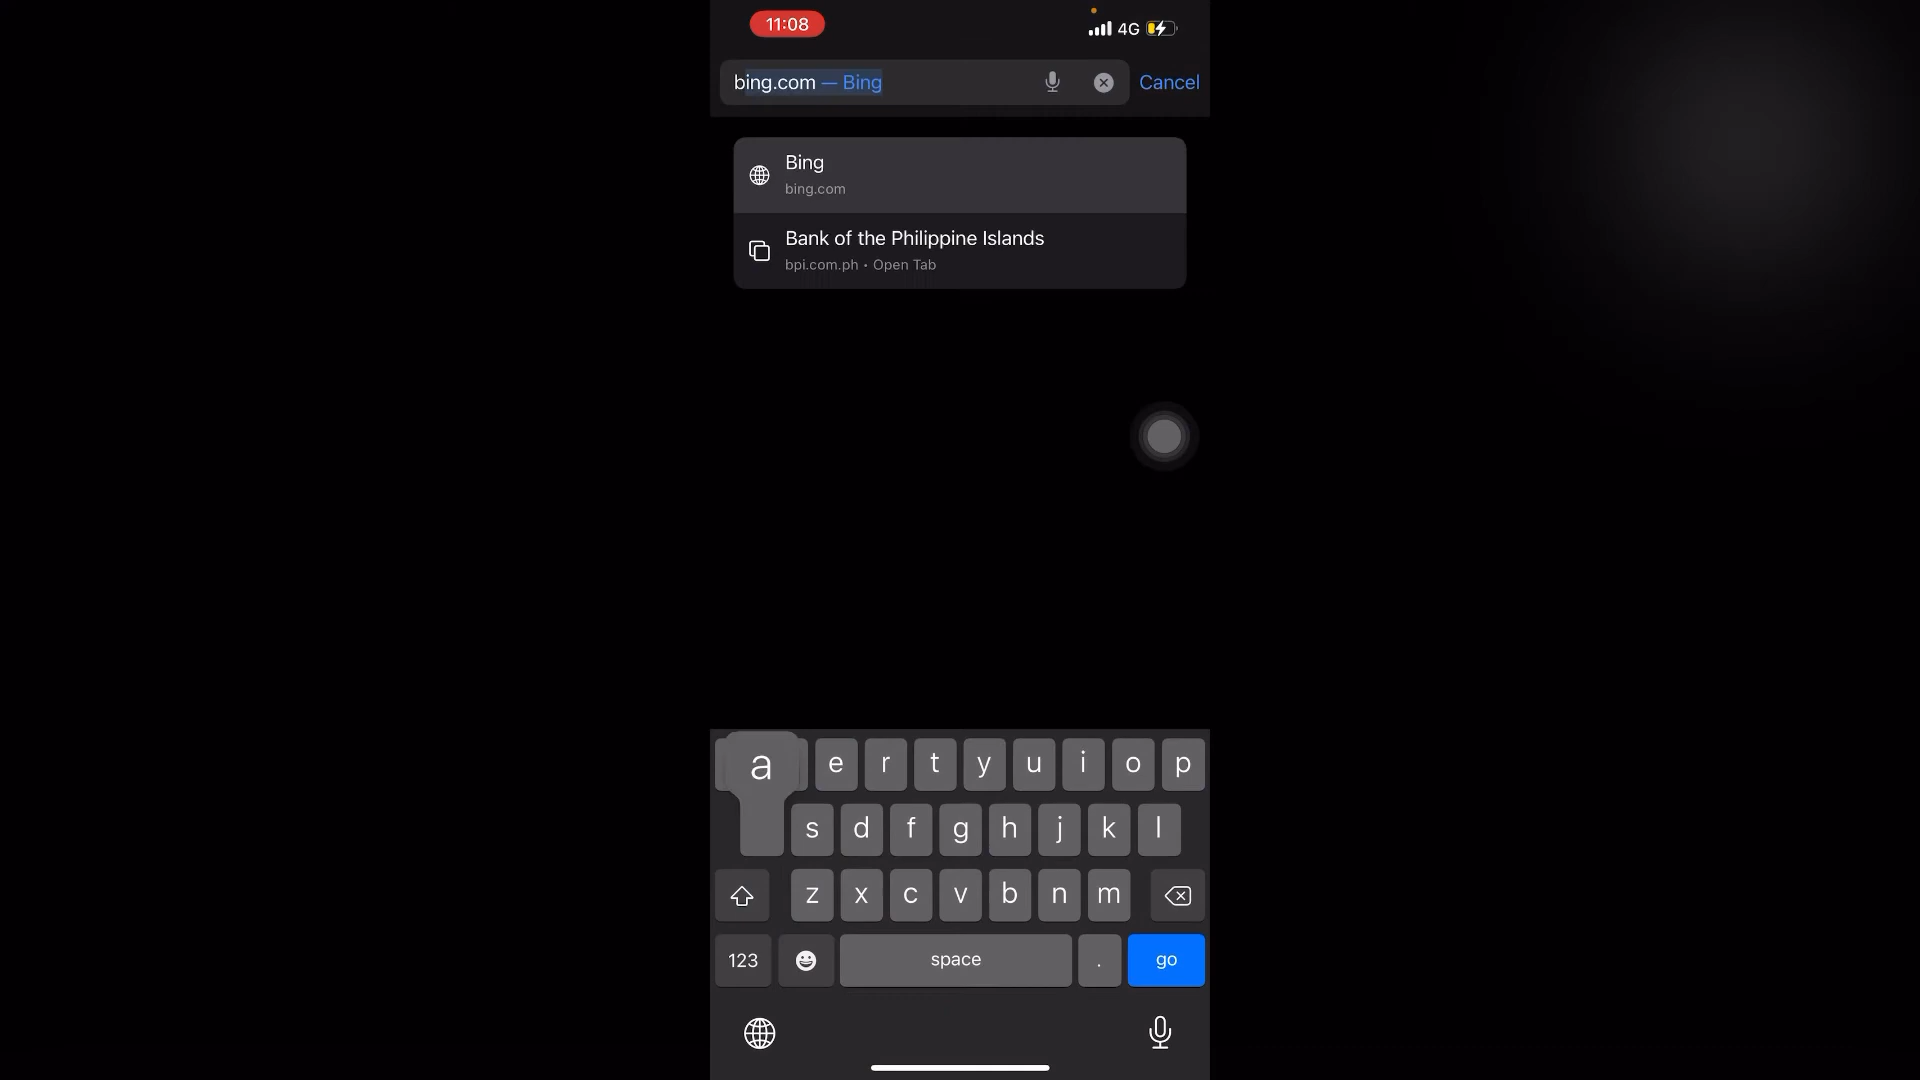 11:08
4G
bing.com — Bing
Cancel
Bing
bing.com
Bank of the Philippine Islands
bpi.com.ph • Open Tab
a e r t y u i o p
s d f g h j k l
z x c v b n m
123 space . go